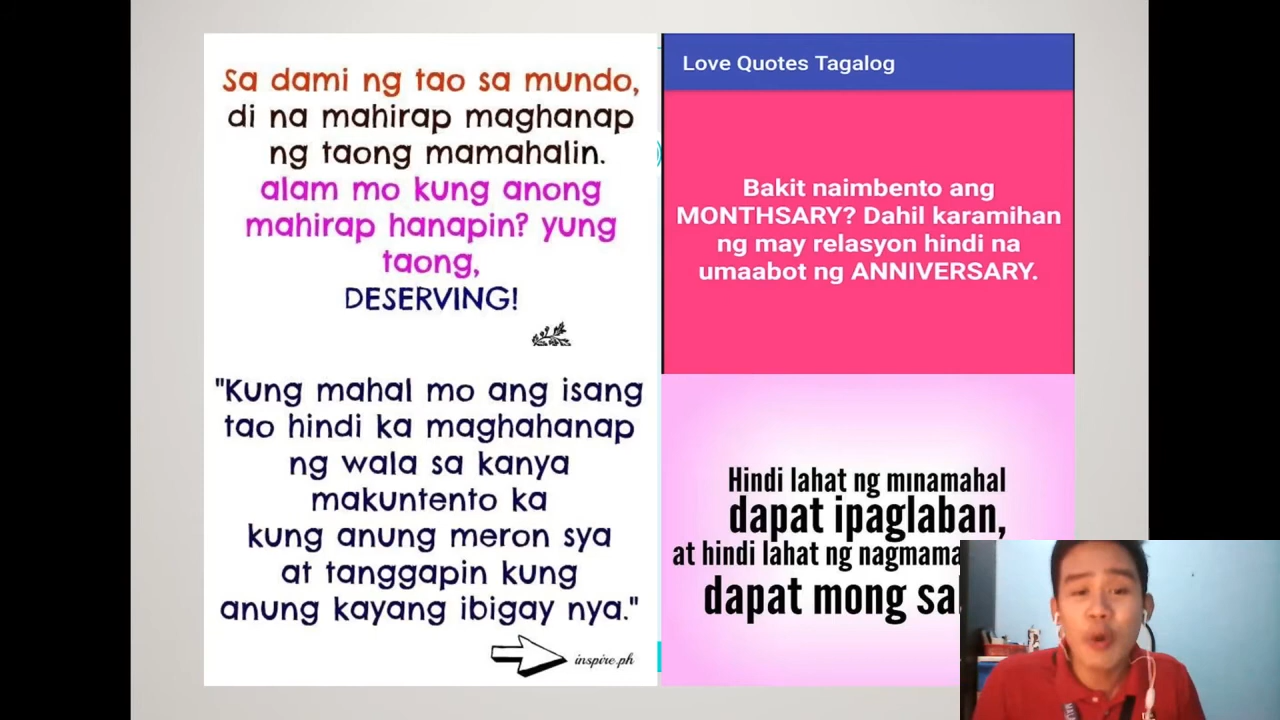 Sa dami ng tao sa mundo,
di na mahirap maghanap
ng taong mamahalin.
alam mo kung anong
mahirap hanapin? yung
taong,
DESERVING!
"Kung mahal mo ang isang
tao hindi ka maghahanap
ng wala sa kanya
makuntento ka
kung anung meron sya
at tanggapin kung
anung kayang ibigay nya."
inspire.ph
Love Quotes Tagalog
Bakit naimbento ang
MONTHSARY? Dahil karamihan
ng may relasyon hindi na
umaabot ng ANNIVERSARY.
Hindi lahat ng minamahal
dapat ipaglaban,
at hindi lahat ng
dapat mong